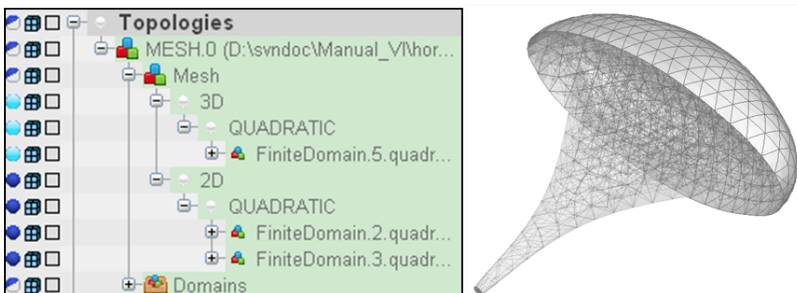 Topologies
MESH.0 (D:\svndoc\Manual_VI\hor...
Mesh
3D
QUADRATIC
FiniteDomain.5.quadr...
2D
QUADRATIC
FiniteDomain.2.quadr...
FiniteDomain.3.quadr...
Domains